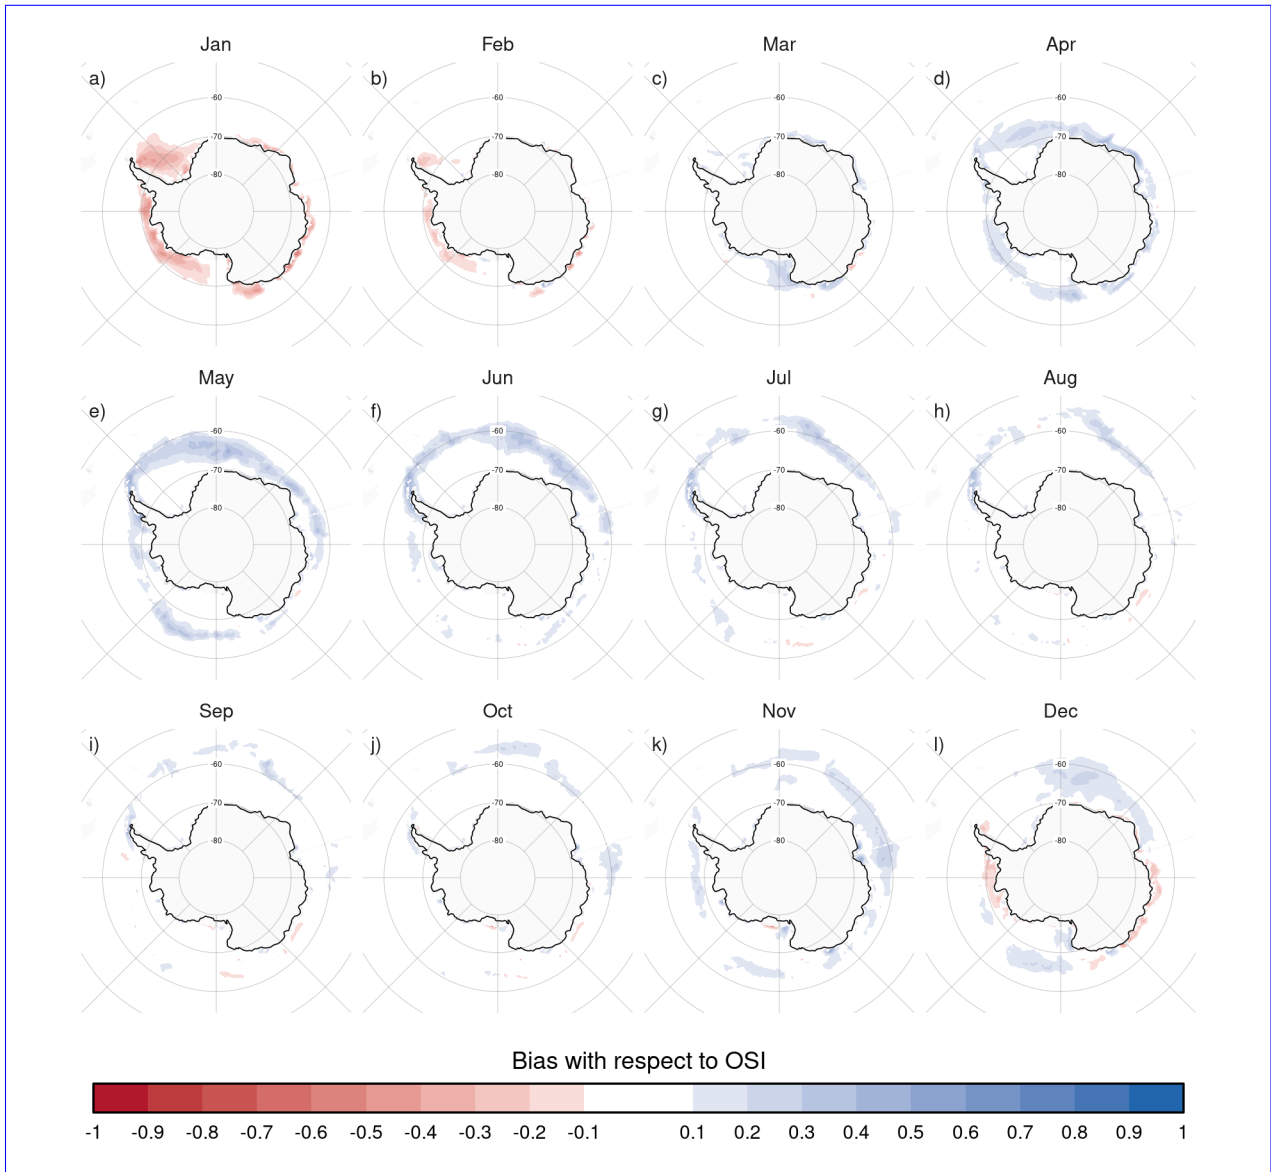 Jan Feb Mar Apr
a) b) c) d)
-60 -60 -60 -60
-70 -70 -70 -70
-80 -80 -80 -80
May Jun Jul Aug
e) f) g) h)
-60 -60 -60 -60
-70 -70 -70 -70
-80 -80 -80 -80
Sep Oct Nov Dec
i) j) k) l)
-60 -60 -60 -60
-70 -70 -70 -70
-80 -80 -80 -80
Bias with respect to OSI
-1 -0.9 -0.8 -0.7 -0.6 -0.5 -0.4 -0.3 -0.2 -0.1 0.1 0.2 0.3 0.4 0.5 0.6 0.7 0.8 0.9 1